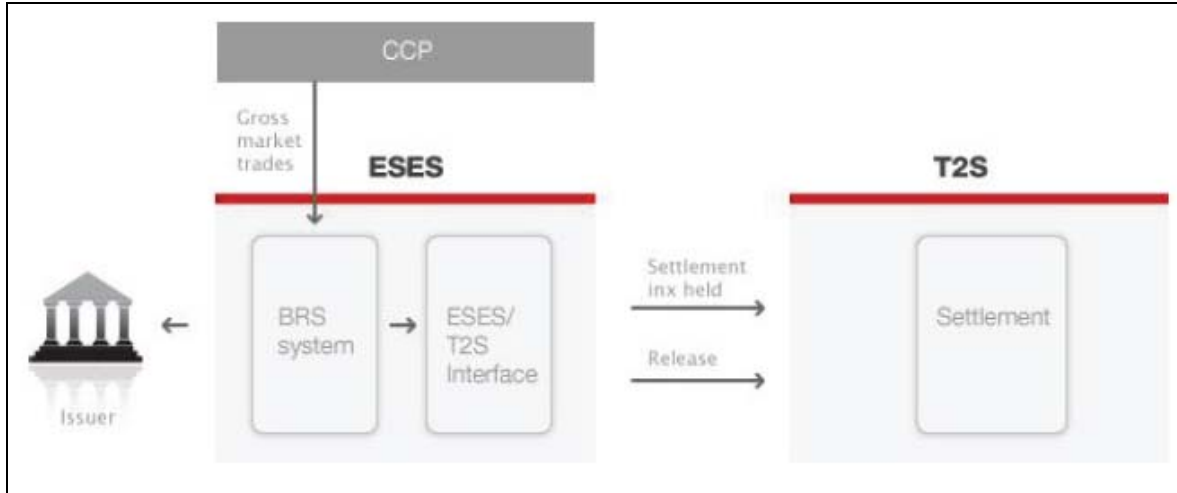 CCP
Gross
market
trades
ESES
T2S
BRS
system
ESES/
T2S
Interface
Settlement
inx held
Release
Settlement
Issuer